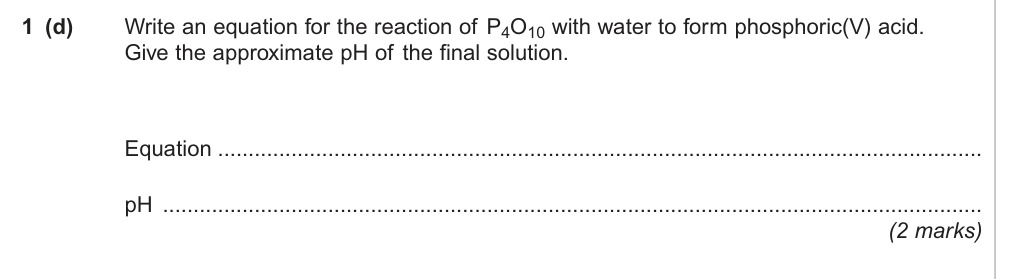 1 (d) Write an equation for the reaction of P₄O₁₀ with water to form phosphoric(V) acid.
Give the approximate pH of the final solution.
Equation ................................................................................................................................
pH ................................................................................................................................
(2 marks)